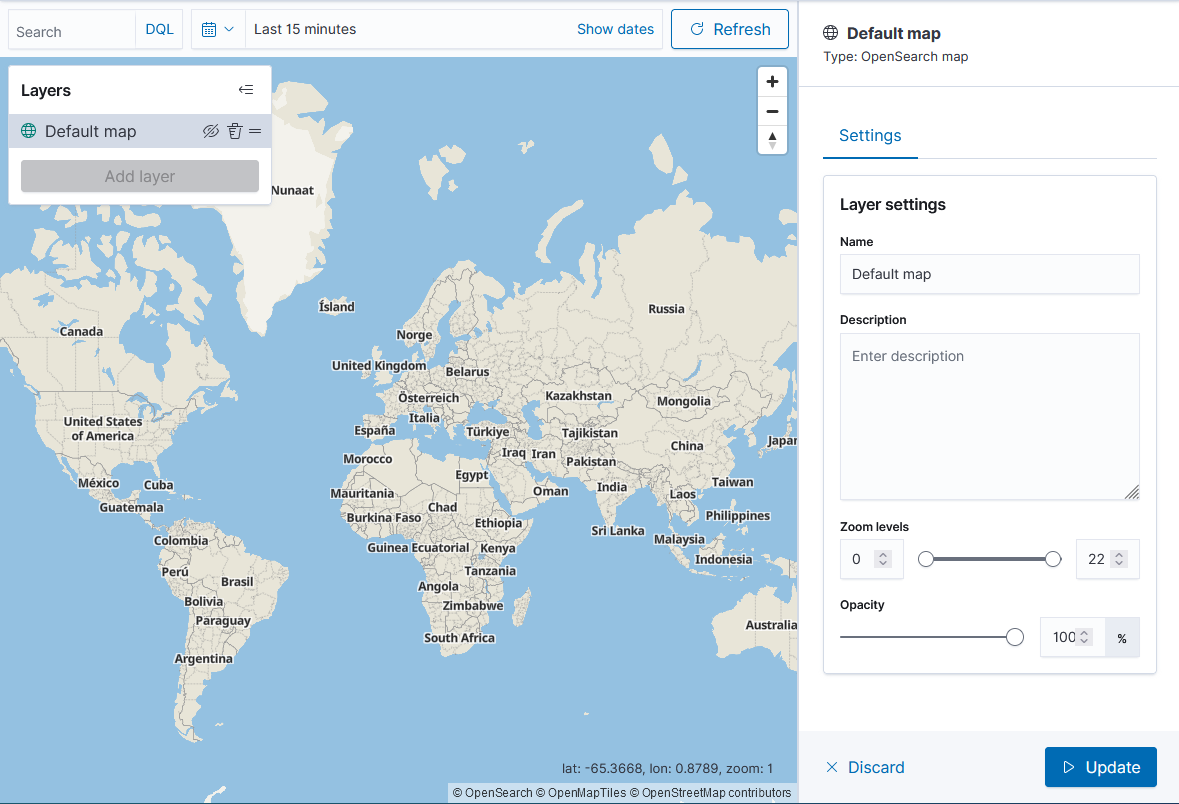 Search
DQL
Last 15 minutes
Show dates
Refresh
Layers
Default map
Add layer
Nunaat
Ísland
Canada
Norge
Russia
United Kingdom
Belarus
Österreich
Kazakhstan
Mongolia
United States
of America
Italia
España
Türkiye
Tajikistan
China
Japan
Morocco
Iraq
Iran
Pakistan
México
Cuba
Egypt
Oman
India
Laos
Taiwan
Mauritania
Guatemala
Chad
Burkina Faso
Ethiopia
Philippines
Sri Lanka
Colombia
Guinea Ecuatorial
Kenya
Malaysia
Indonesia
Perú
Brasil
Tanzania
Angola
Bolivia
Zimbabwe
Paraguay
South Africa
Australia
Argentina
lat: -65.3668, lon: 0.8789, zoom: 1
© OpenSearch © OpenMapTiles © OpenStreetMap contributors
Default map
Type: OpenSearch map
Settings
Layer settings
Name
Default map
Description
Enter description
Zoom levels
0
22
Opacity
100
%
Discard
Update